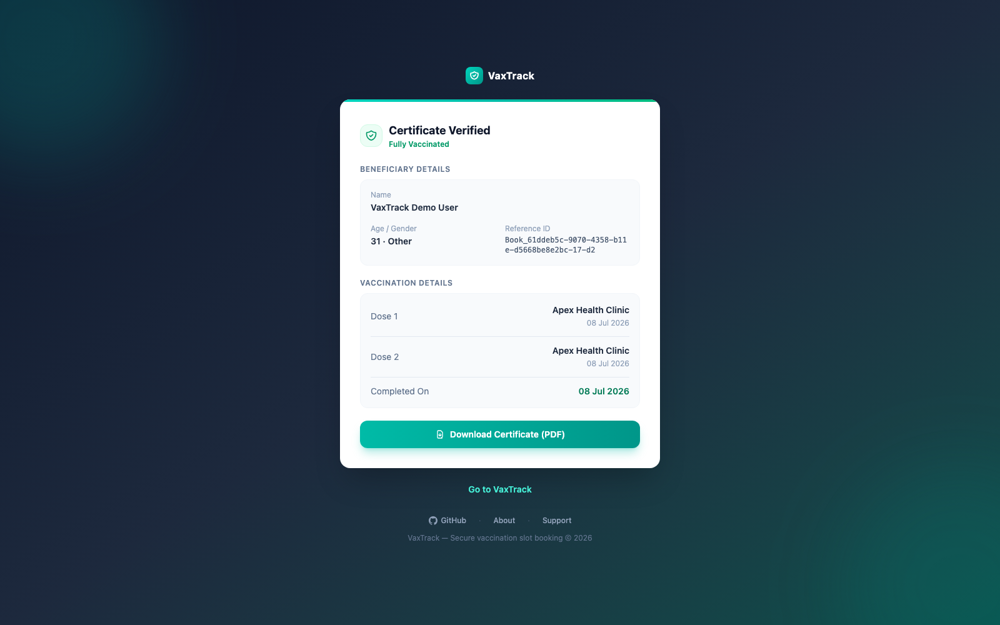 VaxTrack
Certificate Verified
Fully Vaccinated
BENEFICIARY DETAILS
Name
VaxTrack Demo User
Age / Gender
31 · Other
Reference ID
Book_61ddeb5c-9070-4358-b11
e-d5668be8e2bc-17-d2
VACCINATION DETAILS
Dose 1
Apex Health Clinic
08 Jul 2026
Dose 2
Apex Health Clinic
08 Jul 2026
Completed On
08 Jul 2026
Download Certificate (PDF)
Go to VaxTrack
GitHub · About · Support
VaxTrack — Secure vaccination slot booking © 2026